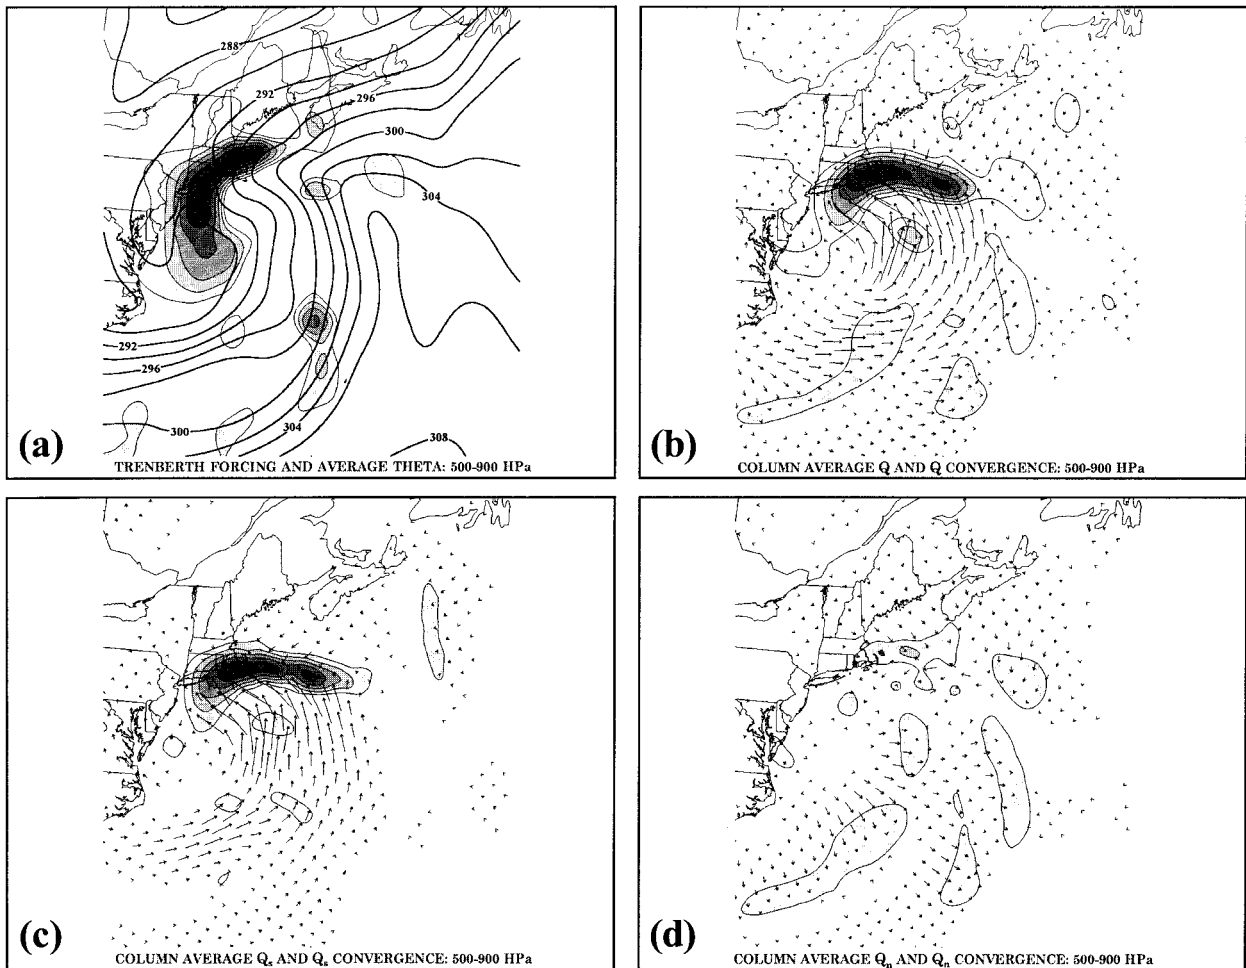 288
292
296
300
304
292
296
300
304
308
(a)
TRENBERTH FORCING AND AVERAGE THETA: 500-900 HPa
(b)
COLUMN AVERAGE Q AND Q CONVERGENCE: 500-900 HPa
(c)
COLUMN AVERAGE Qs AND Qs CONVERGENCE: 500-900 HPa
(d)
COLUMN AVERAGE Qn AND Qn CONVERGENCE: 500-900 HPa